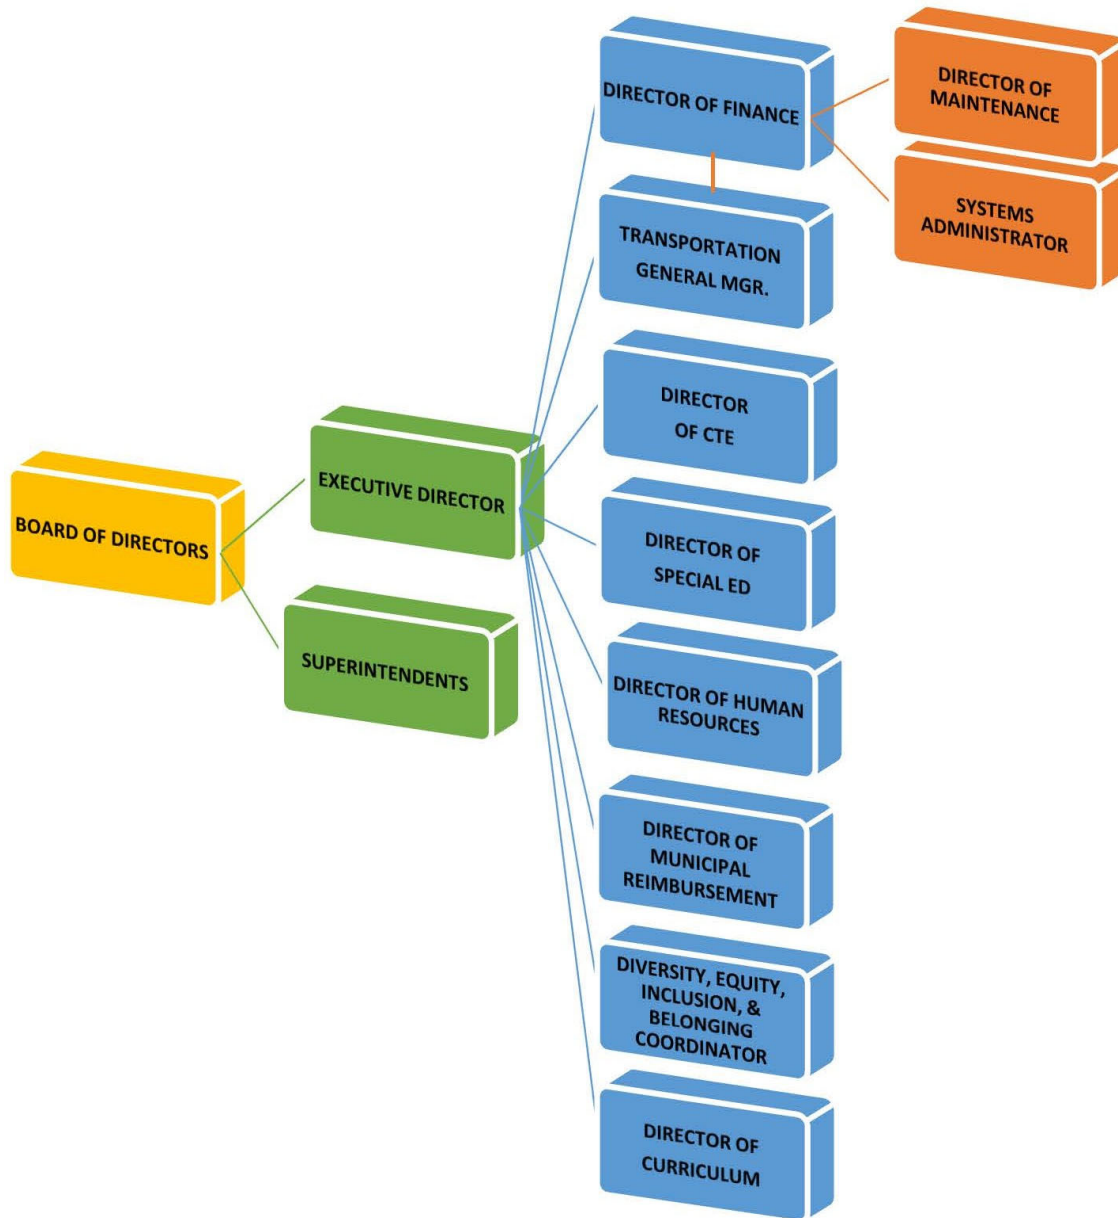 BOARD OF DIRECTORS
EXECUTIVE DIRECTOR
SUPERINTENDENTS
DIRECTOR OF FINANCE
TRANSPORTATION
GENERAL MGR.
DIRECTOR
OF CTE
DIRECTOR OF
SPECIAL ED
DIRECTOR OF HUMAN
RESOURCES
DIRECTOR OF
MUNICIPAL
REIMBURSEMENT
DIVERSITY, EQUITY,
INCLUSION, &
BELONGING
COORDINATOR
DIRECTOR OF
CURRICULUM
DIRECTOR OF
MAINTENANCE
SYSTEMS
ADMINISTRATOR